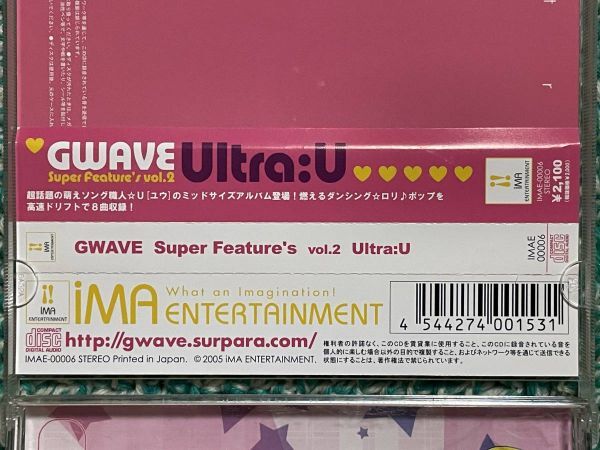 t
r
GWAVE
Super Feature's vol.2
Ultra:U
iMA
ENTERTAINMENT
IMAE-00006
STEREO
¥2,100
超話題の萌えソング職人☆U［ユウ］のミッドサイズアルバム登場！燃えるダンシング☆ロリ♪ポップを
高速ドリフトで8曲収録！
iMA
ENTERTAINMENT
GWAVE Super Feature's vol.2 Ultra:U
IMAE
00006
COMPACT
disc
DIGITAL AUDIO
iMA
ENTERTAINMENT
What an Imagination!
iMA ENTERTAINMENT
4 544274 001531
COMPACT
disc
DIGITAL AUDIO
http://gwave.surpara.com/
IMAE-00006 STEREO Printed in Japan. ©2005 iMA ENTERTAINMENT.
権利者の許諾なく、このCDを賃貸業に使用すること、このCDに録音されている音を
個人的に楽しむ場合以外の目的で複製すること、およびネットワーク等を通じて送信できる
状態にすることは、著作権法で禁じられています。